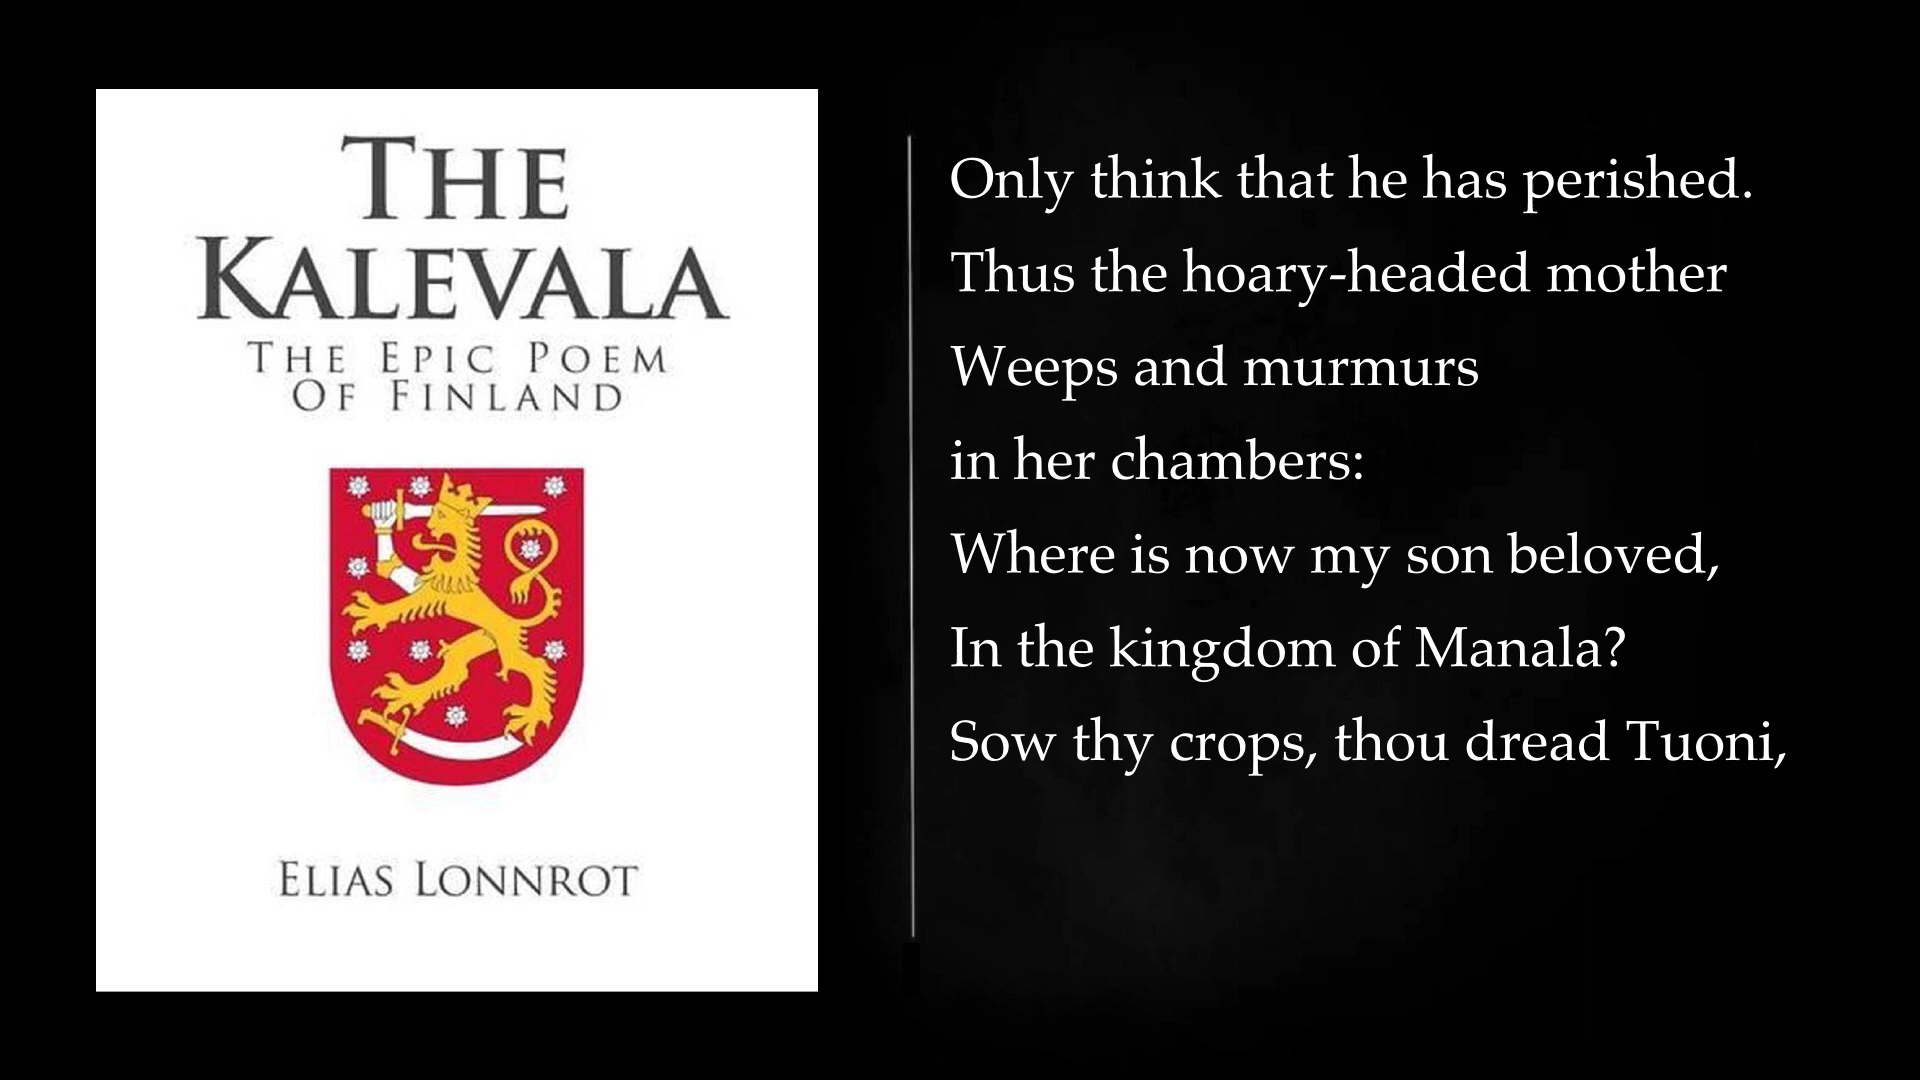 THE
KALEVALA
THE EPIC POEM
OF FINLAND
ELIAS LONNROT
Only think that he has perished.
Thus the hoary-headed mother
Weeps and murmurs
in her chambers:
Where is now my son beloved,
In the kingdom of Manala?
Sow thy crops, thou dread Tuoni,